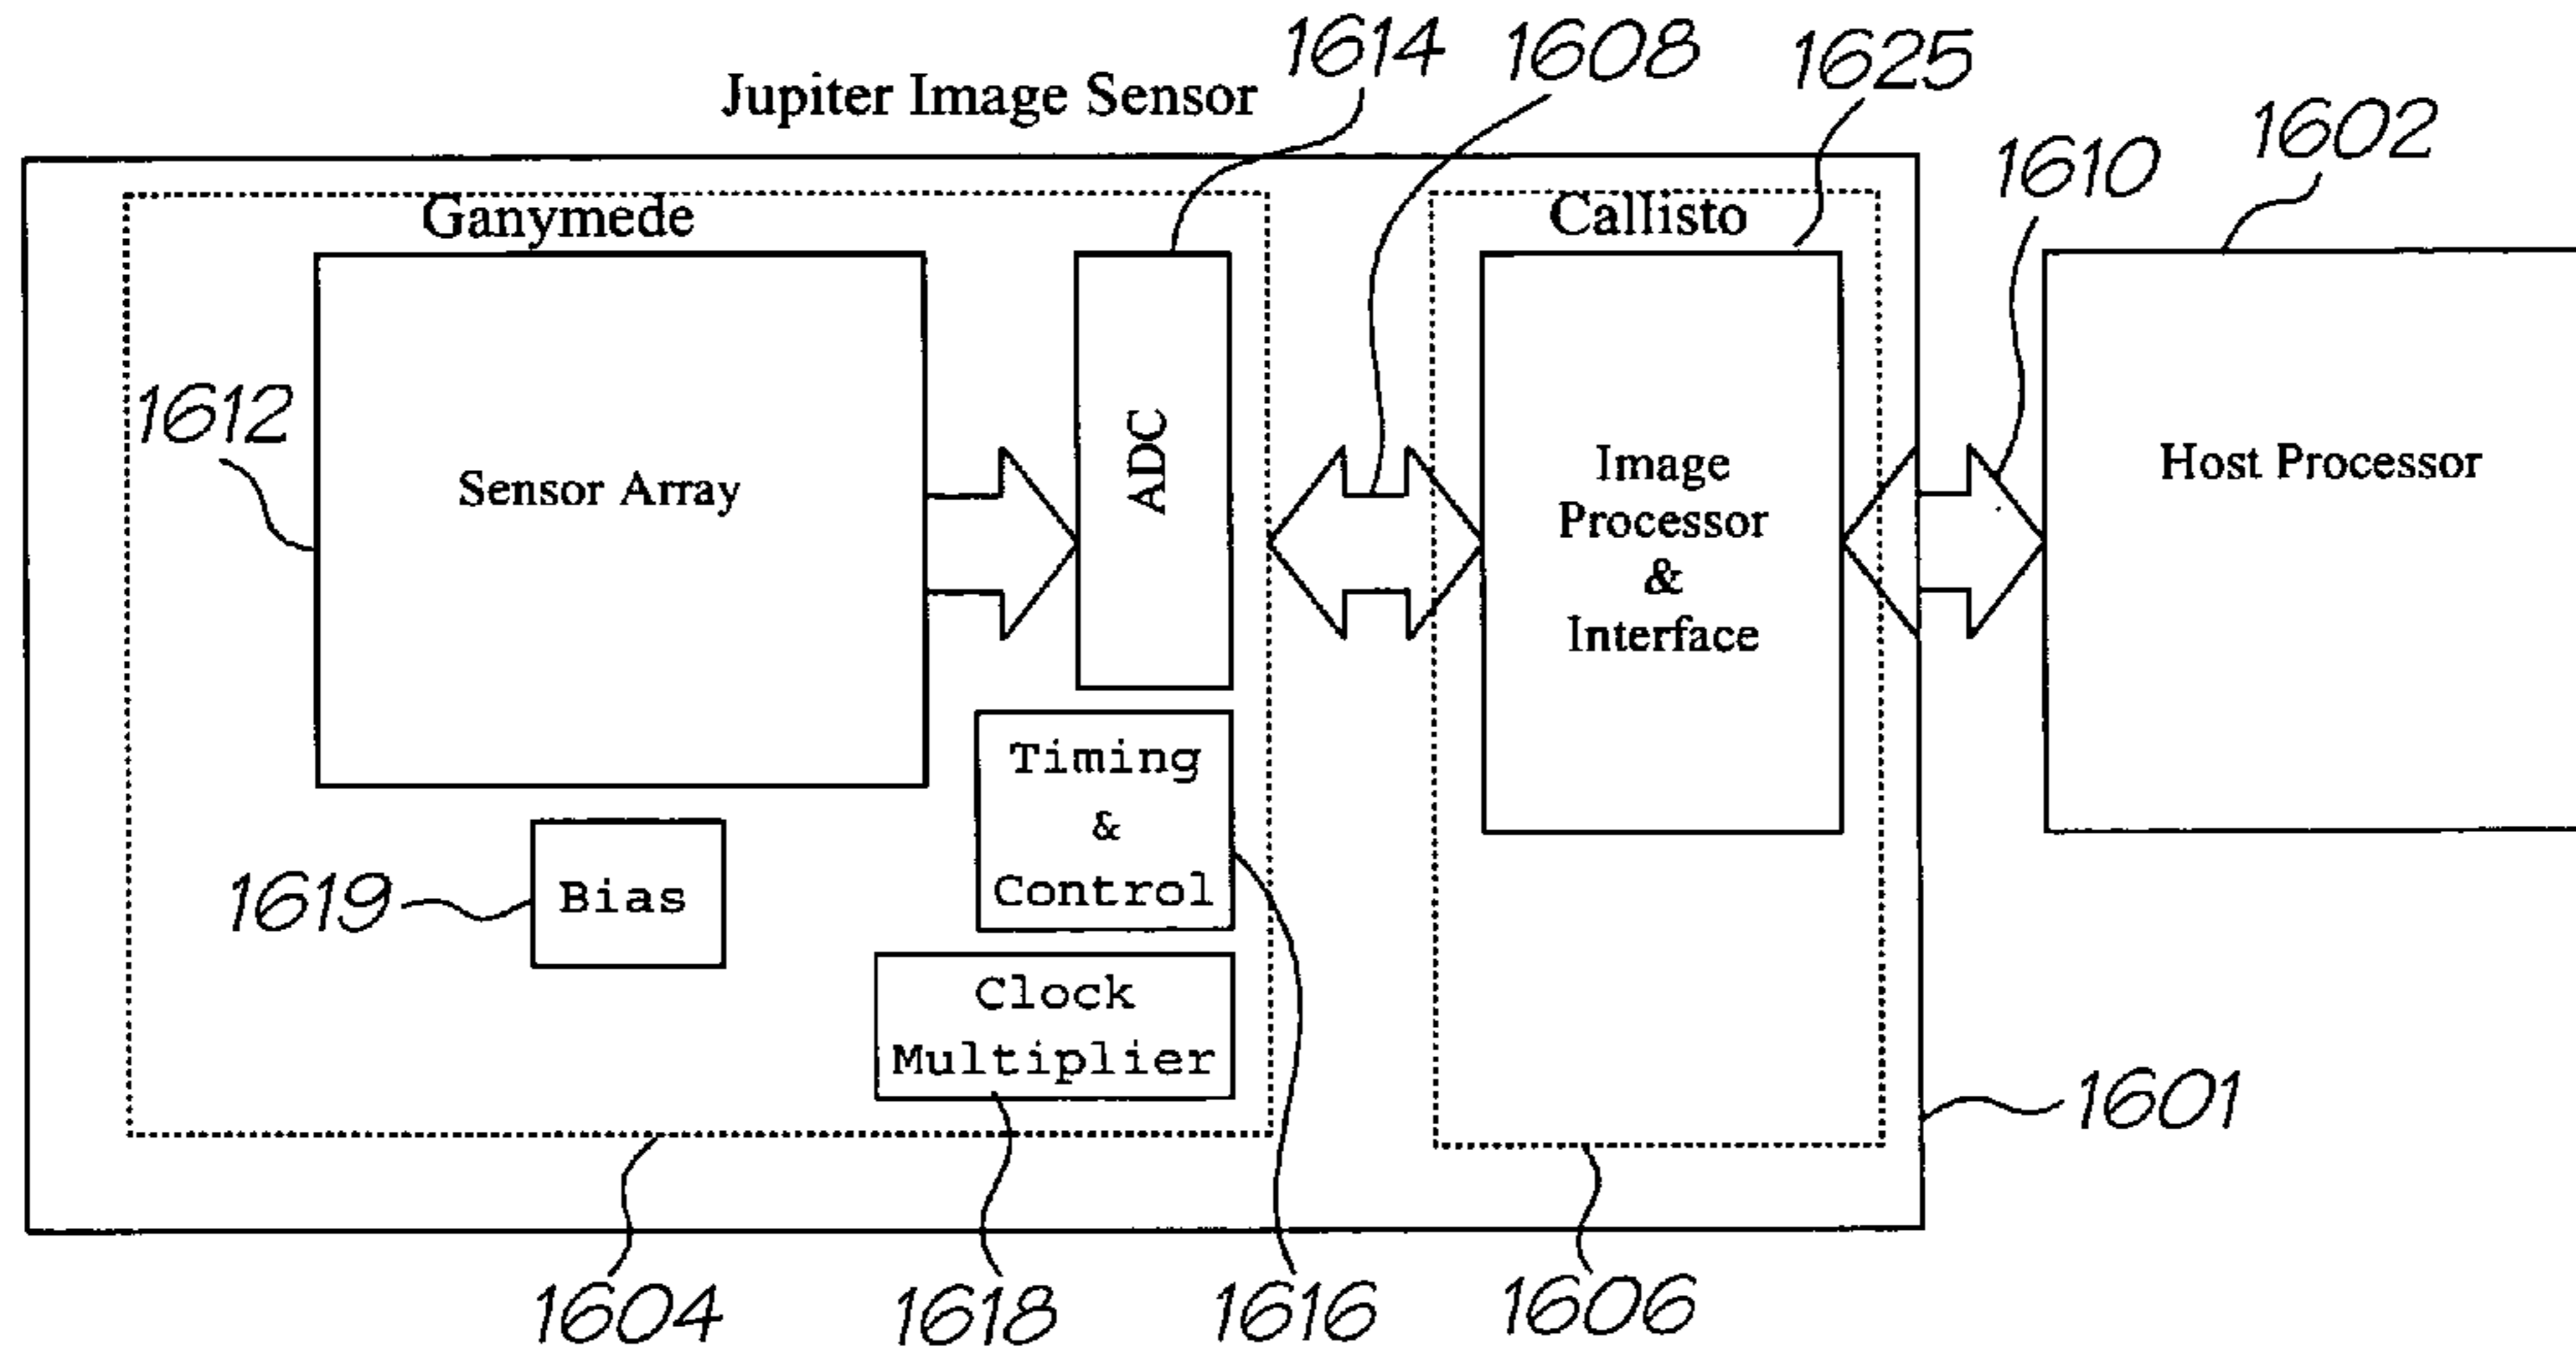 Jupiter Image Sensor
1614
1608
1625
1610
1602
Ganymede
Callisto
1612
Sensor Array
ADC
Image
Processor
&
Interface
Host Processor
Timing
&
Control
1619
Bias
Clock
Multiplier
1601
1604
1618
1616
1606